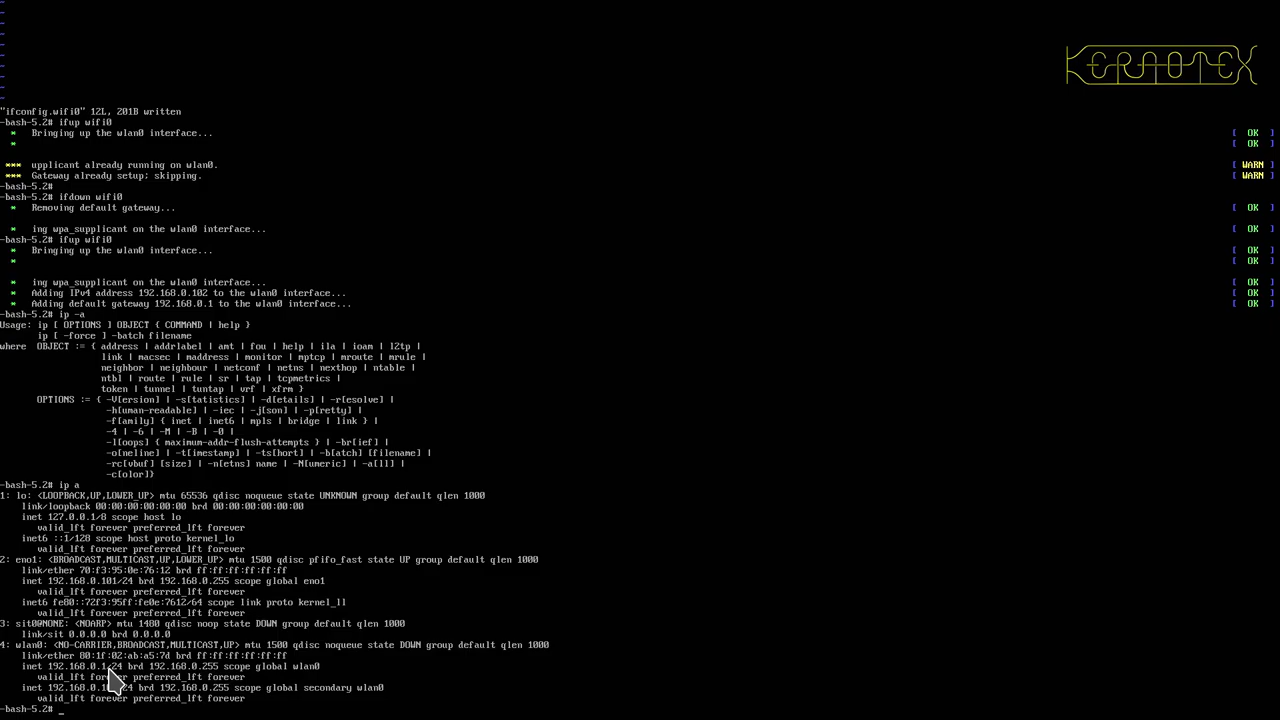 -
-
-
-
-
-
-
-
-
-
KERNOTEX
"ifconfig.wifi0" 12L, 201B written
-bash-5.2# ifup wifi0
* Bringing up the wlan0 interface... [ OK ]
* [ OK ]
*** upplicant already running on wlan0. [ WARN ]
*** Gateway already setup; skipping. [ WARN ]
-bash-5.2#
-bash-5.2# ifdown wifi0
* Removing default gateway... [ OK ]
* ing wpa_supplicant on the wlan0 interface... [ OK ]
-bash-5.2# ifup wifi0
* Bringing up the wlan0 interface... [ OK ]
* [ OK ]
* ing wpa_supplicant on the wlan0 interface... [ OK ]
* Adding IPv4 address 192.168.0.102 to the wlan0 interface... [ OK ]
* Adding default gateway 192.168.0.1 to the wlan0 interface... [ OK ]
-bash-5.2# ip -a
Usage: ip [ OPTIONS ] OBJECT { COMMAND | help }
ip [ -force ] -batch filename
where OBJECT := { address | addrlabel | amt | fou | help | ila | ioam | l2tp |
link | macsec | maddress | monitor | mptcp | mroute | mrule |
neighbor | neighbour | netconf | netns | nexthop | ntable |
ntbl | route | rule | sr | tap | tcpmetrics |
token | tunnel | tuntap | vrf | xfrm }
OPTIONS := { -V[ersion] | -s[tatistics] | -d[etails] | -r[esolve] |
-h[uman-readable] | -iec | -j[son] | -p[retty] |
-f[amily] { inet | inet6 | mpls | bridge | link } |
-4 | -6 | -M | -B | -0 |
-l[oops] { maximum-addr-flush-attempts } | -br[ief] |
-o[neline] | -t[imestamp] | -ts[hort] | -b[atch] [filename] |
-rc[vbuf] [size] | -n[etns] name | -N[umeric] | -a[ll] |
-c[olor]}
-bash-5.2# ip a
1: lo: <LOOPBACK,UP,LOWER_UP> mtu 65536 qdisc noqueue state UNKNOWN group default qlen 1000
link/loopback 00:00:00:00:00:00 brd 00:00:00:00:00:00
inet 127.0.0.1/8 scope host lo
valid_lft forever preferred_lft forever
inet6 ::1/128 scope host proto kernel_lo
valid_lft forever preferred_lft forever
2: eno1: <BROADCAST,MULTICAST,UP,LOWER_UP> mtu 1500 qdisc pfifo_fast state UP group default qlen 1000
link/ether 70:f3:95:0e:76:12 brd ff:ff:ff:ff:ff:ff
inet 192.168.0.101/24 brd 192.168.0.255 scope global eno1
valid_lft forever preferred_lft forever
inet6 fe80::72f3:95ff:fe0e:7612/64 scope link proto kernel_ll
valid_lft forever preferred_lft forever
3: sit0@NONE: <NOARP> mtu 1480 qdisc noop state DOWN group default qlen 1000
link/sit 0.0.0.0 brd 0.0.0.0
4: wlan0: <NO-CARRIER,BROADCAST,MULTICAST,UP> mtu 1500 qdisc noqueue state DOWN group default qlen 1000
link/ether 80:1f:02:ab:a5:7d brd ff:ff:ff:ff:ff:ff
inet 192.168.0.1/24 brd 192.168.0.255 scope global wlan0
valid_lft forever preferred_lft forever
inet brd 192.168.0.255 scope global secondary wlan0
valid_lft forever preferred_lft forever
-bash-5.2# _